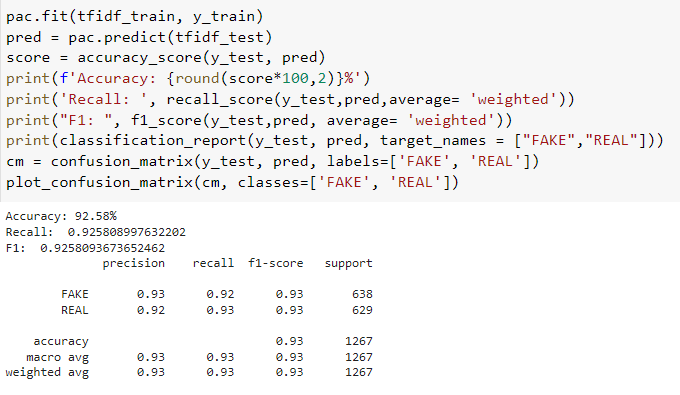 pac.fit(tfidf_train, y_train)
pred = pac.predict(tfidf_test)
score = accuracy_score(y_test, pred)
print(f'Accuracy: {round(score*100,2)}%')
print('Recall: ', recall_score(y_test,pred,average= 'weighted'))
print("F1: ", f1_score(y_test,pred, average= 'weighted'))
print(classification_report(y_test, pred, target_names = ["FAKE","REAL"]))
cm = confusion_matrix(y_test, pred, labels=['FAKE', 'REAL'])
plot_confusion_matrix(cm, classes=['FAKE', 'REAL'])
Accuracy: 92.58%
Recall:  0.925808997632202
F1:  0.9258093673652462
precision recall f1-score support
FAKE 0.93 0.92 0.93 638
REAL 0.92 0.93 0.93 629
accuracy 0.93 1267
macro avg 0.93 0.93 0.93 1267
weighted avg 0.93 0.93 0.93 1267